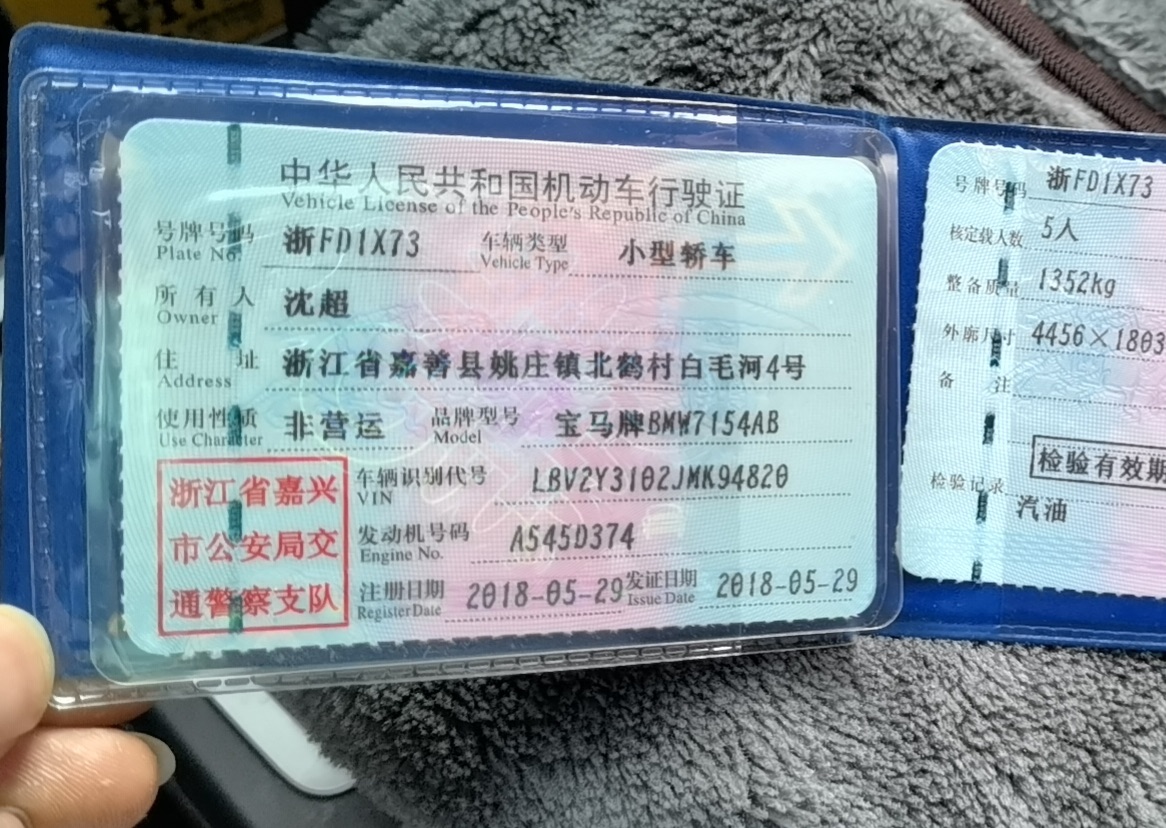 中华人民共和国机动车行驶证
Vehicle License of the People's Republic of China
号牌号码 浙FD1X73 车辆类型 小型轿车
Plate No. Vehicle Type
所有人 沈超
Owner
住址 浙江省嘉善县姚庄镇北鹤村白毛河4号
Address
使用性质 非营运 品牌型号 宝马牌BMW7154AB
Use Character Model
浙江省嘉兴
市公安局交
通警察支队
车辆识别代号 LBV2Y3102JMK94820
VIN
发动机号码 A545D374
Engine No.
注册日期 2018-05-29 发证日期 2018-05-29
Register Date Issue Date
号牌号码 浙FD1X73
核定载人数 5人
整备质量 1352kg
外廓尺寸 4456×1803
备注
检验有效期
检验记录
汽油